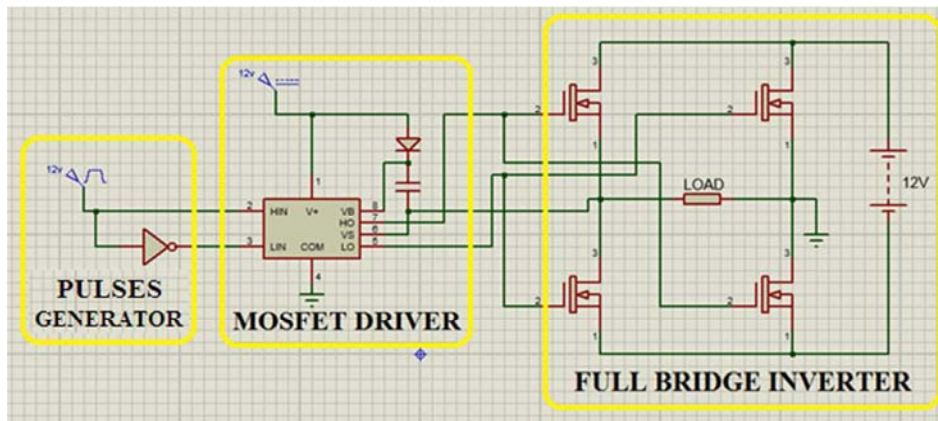 12v
12v
1
2
HIN
V+
VB
8
HO
7
VS
6
3
LIN
COM
LO
5
4
PULSES
GENERATOR
MOSFET DRIVER
3
3
2
2
1
1
LOAD
12V
3
3
2
2
1
1
FULL BRIDGE INVERTER